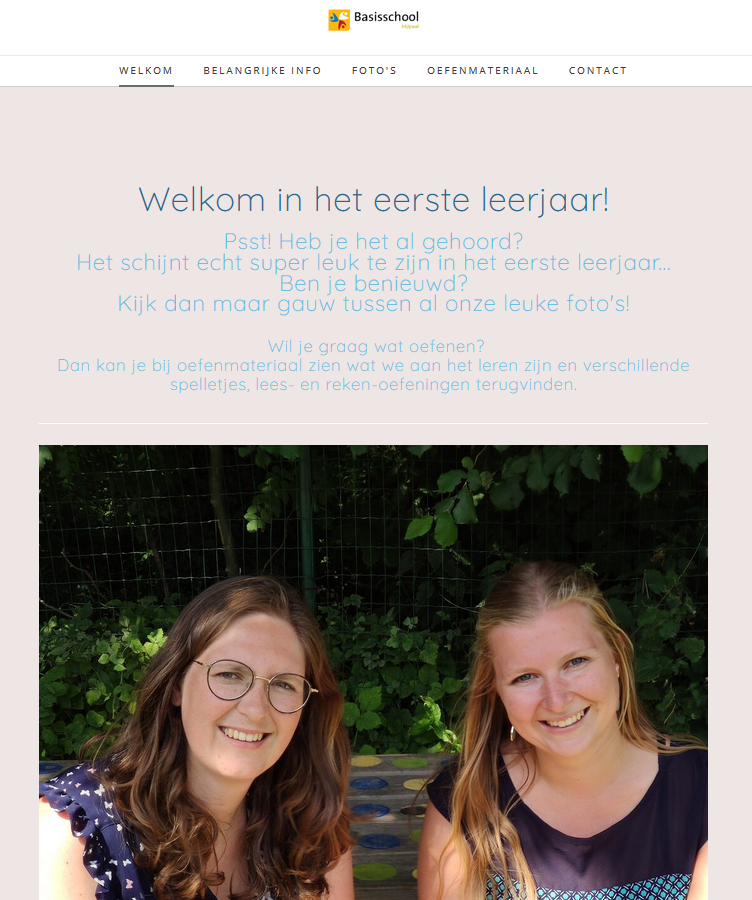 Basisschool
WELKOM BELANGRIJKE INFO FOTO'S OEFENMATERIAAL CONTACT
Welkom in het eerste leerjaar!
Psst! Heb je het al gehoord?
Het schijnt echt super leuk te zijn in het eerste leerjaar...
Ben je benieuwd?
Kijk dan maar gauw tussen al onze leuke foto's!
Wil je graag wat oefenen?
Dan kan je bij oefenmateriaal zien wat we aan het leren zijn en verschillende
spelletjes, lees- en reken-oefeningen terugvinden.